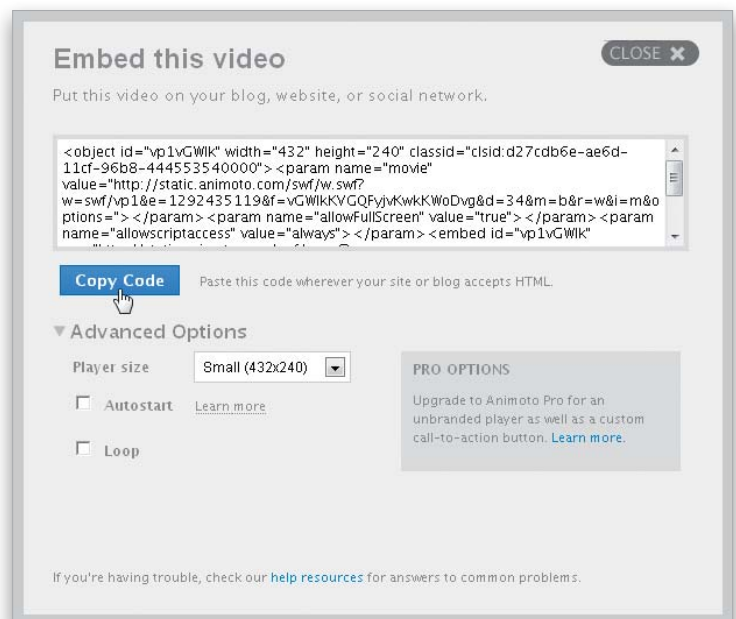 Embed this video
CLOSE ✖
Put this video on your blog, website, or social network.
<object id="vp1vGWlk" width="432" height="240" classid="clsid:d27cdb6e-ae6d-
11cf-96b8-444553540000"><param name="movie"
value="http://static.animoto.com/swf/w.swf?
w=swf/vp1&e=1292435119&f=vGWlkKVGQFvjvKwkKWoDvg&d=34&m=b&r=w&i=m&o
ptions="></param><param name="allowFullScreen" value="true"></param><param
name="allowscriptaccess" value="always"></param><embed id="vp1vGWlk"
Copy Code
Paste this code wherever your site or blog accepts HTML.
Advanced Options
Player size
Small (432x240)
Autostart
Learn more
Loop
PRO OPTIONS
Upgrade to Animoto Pro for an
unbranded player as well as a custom
call-to-action button. Learn more.
If you're having trouble, check our help resources for answers to common problems.